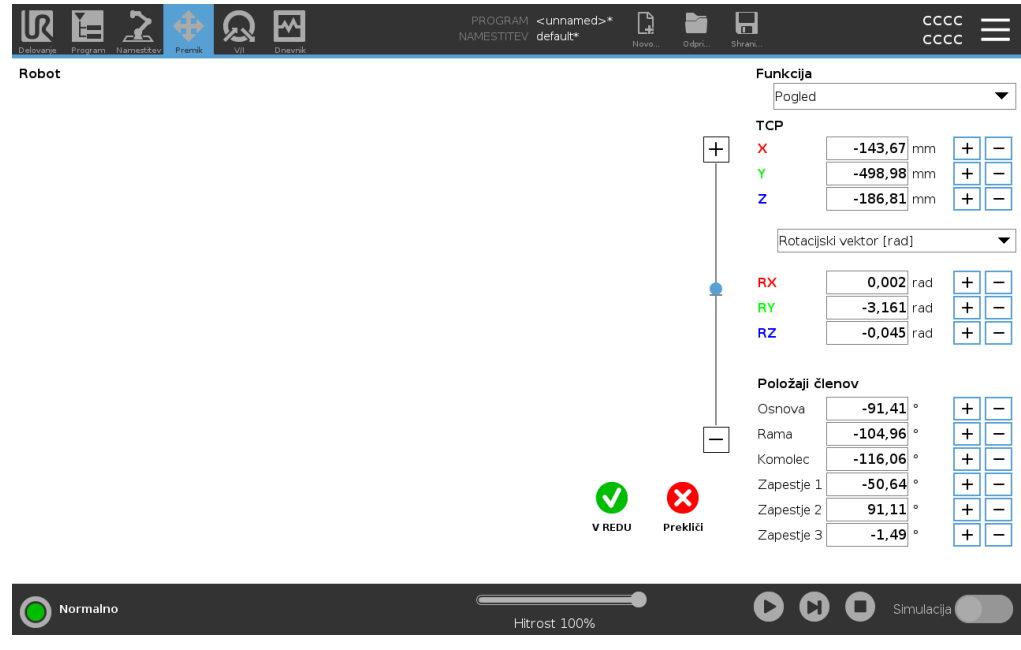 PROGRAM <unnamed>*
NAMESTITEV default*
CCCC
CCCC
Delovanje Program Namestitev Premik V/I Dnevnik Novo... Odpri... Shrani...
Robot
Funkcija
Pogled
TCP
X -143,67 mm + −
Y -498,98 mm + −
Z -186,81 mm + −
Rotacijski vektor [rad]
RX 0,002 rad + −
RY -3,161 rad + −
RZ -0,045 rad + −
Položaji členov
Osnova -91,41 ° + −
Rama -104,96 ° + −
Komolec -116,06 ° + −
Zapestje 1 -50,64 ° + −
Zapestje 2 91,11 ° + −
Zapestje 3 -1,49 ° + −
V REDU Prekliči
Normalno
Hitrost 100%
Simulacija